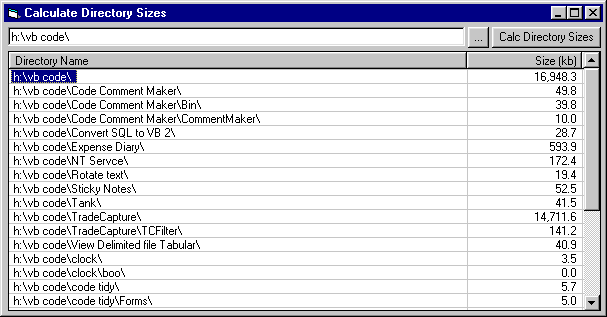 Calculate Directory Sizes
h:\vb code\ ... Calc Directory Sizes
Directory Name Size (kb)
h:\vb code\ 16,948.3
h:\vb code\Code Comment Maker\ 49.8
h:\vb code\Code Comment Maker\Bin\ 39.8
h:\vb code\Code Comment Maker\CommentMaker\ 10.0
h:\vb code\Convert SQL to VB 2\ 28.7
h:\vb code\Expense Diary\ 593.9
h:\vb code\NT Servce\ 172.4
h:\vb code\Rotate text\ 19.4
h:\vb code\Sticky Notes\ 52.5
h:\vb code\Tank\ 41.5
h:\vb code\TradeCapture\ 14,711.6
h:\vb code\TradeCapture\TCFilter\ 141.2
h:\vb code\View Delimited file Tabular\ 40.9
h:\vb code\clock\ 3.5
h:\vb code\clock\boo\ 0.0
h:\vb code\code tidy\ 5.7
h:\vb code\code tidy\Forms\ 5.0